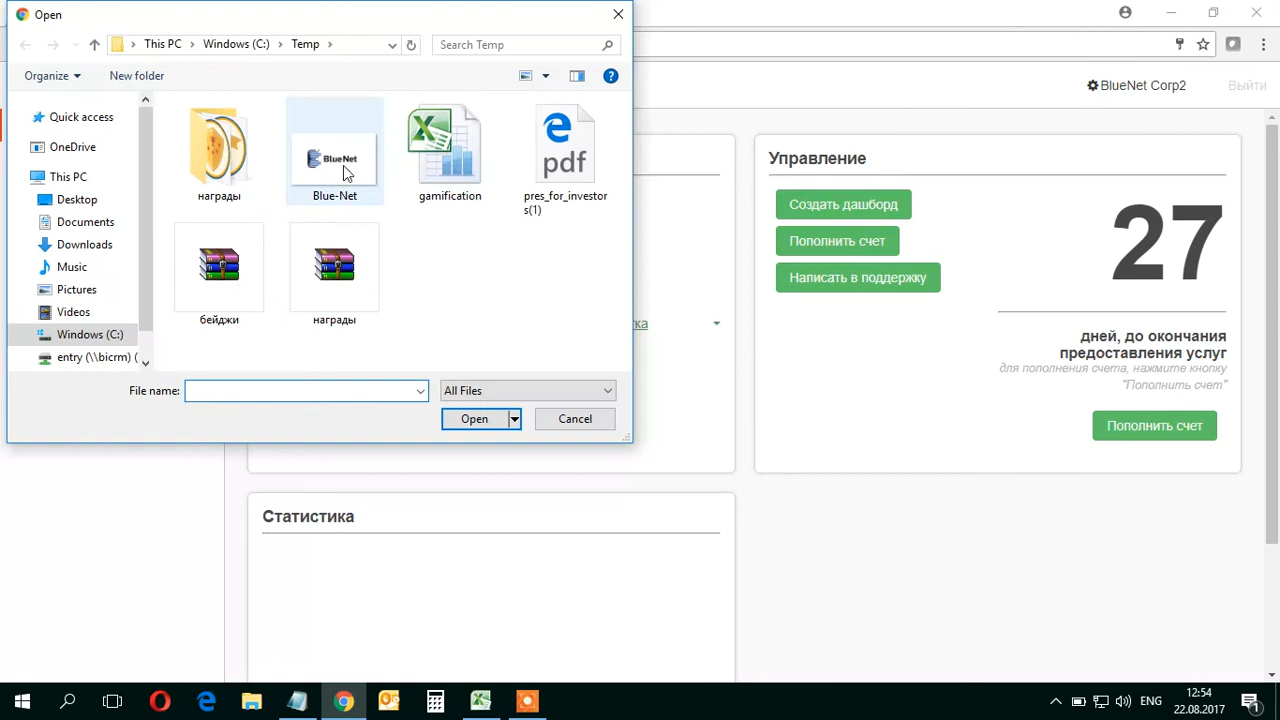 Open
This PC
Windows (C:)
Temp
Search Temp
Organize
New folder
Quick access
OneDrive
This PC
Desktop
Documents
Downloads
Music
Pictures
Videos
Windows (C:)
entry (\\bicrm) (
награды
BlueNet
Blue-Net
gamification
pdf
pres_for_investor
s(1)
бейджи
награды
File name:
All Files
Open
Cancel
BlueNet Corp2
Выйти
Управление
Создать дашборд
Пополнить счет
Написать в поддержку
27
дней, до окончания
предоставления услуг
для пополнения счета, нажмите кнопку
"Пополнить счет"
Пополнить счет
Статистика
ENG
12:54
22.08.2017
1